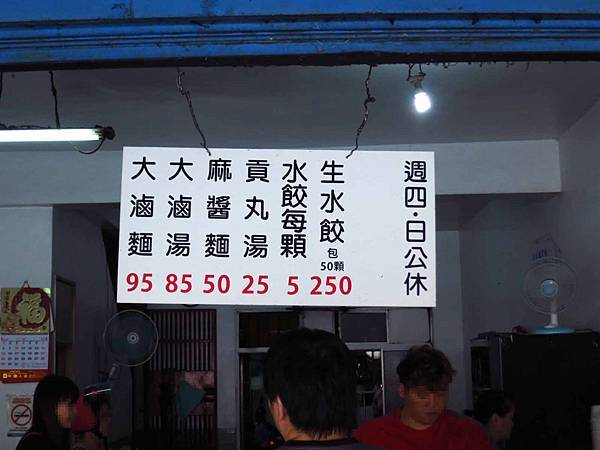 週四・日公休
生水餃 包50顆 250
水餃每顆 5
貢丸湯 25
麻醬麵 50
大滷湯 85
大滷麵 95
福